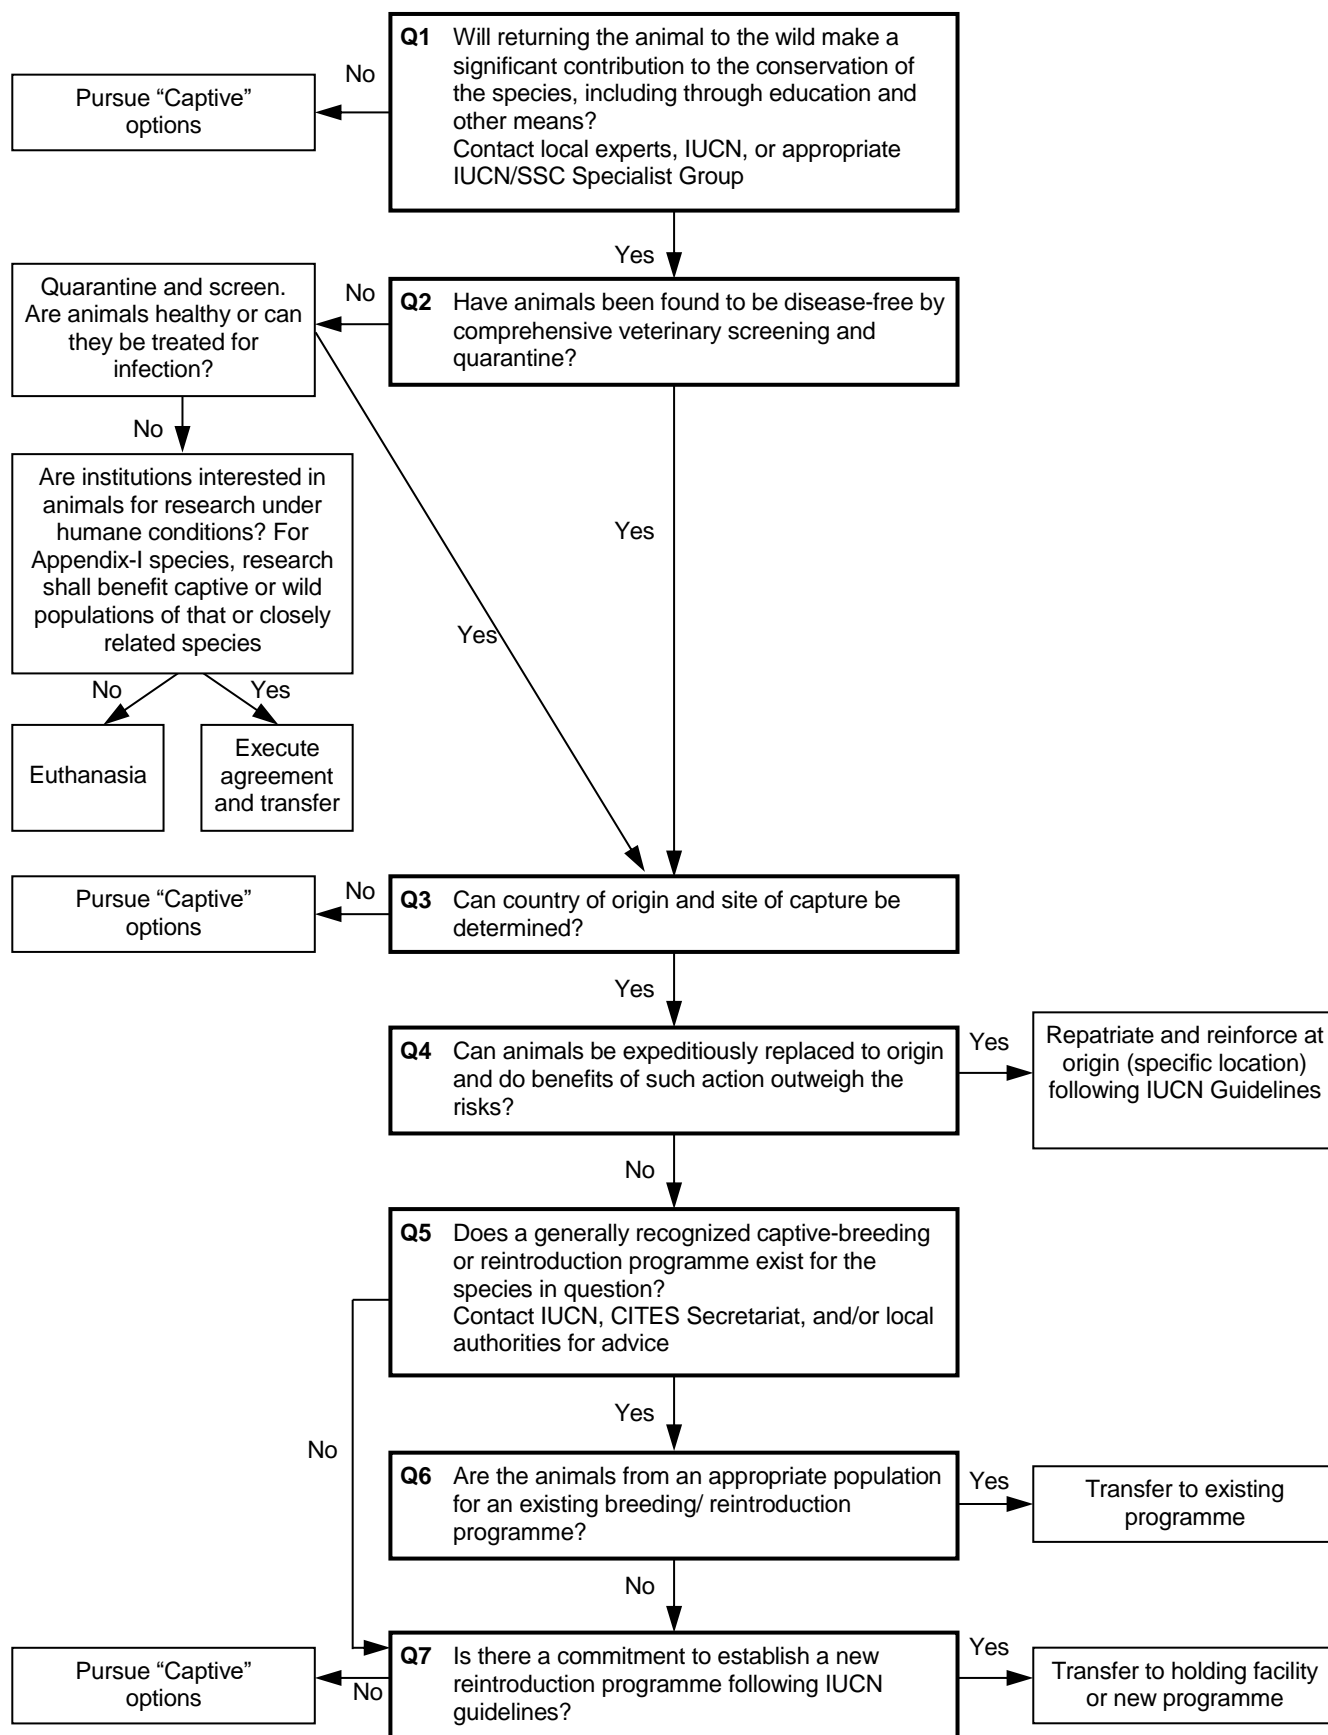 Q1 Will returning the animal to the wild make a
significant contribution to the conservation of
the species, including through education and
other means?
Contact local experts, IUCN, or appropriate
IUCN/SSC Specialist Group
No
Pursue “Captive”
options
Yes
Q2 Have animals been found to be disease-free by
comprehensive veterinary screening and
quarantine?
No
Quarantine and screen.
Are animals healthy or can
they be treated for
infection?
No
Are institutions interested in
animals for research under
humane conditions? For
Appendix-I species, research
shall benefit captive or wild
populations of that or closely
related species
No
Yes
Euthanasia
Execute
agreement
and transfer
Yes
Yes
Q3 Can country of origin and site of capture be
determined?
No
Pursue “Captive”
options
Yes
Q4 Can animals be expeditiously replaced to origin
and do benefits of such action outweigh the
risks?
Yes
Repatriate and reinforce at
origin (specific location)
following IUCN Guidelines
No
Q5 Does a generally recognized captive-breeding
or reintroduction programme exist for the
species in question?
Contact IUCN, CITES Secretariat, and/or local
authorities for advice
Yes
No
Q6 Are the animals from an appropriate population
for an existing breeding/ reintroduction
programme?
Yes
Transfer to existing
programme
No
Q7 Is there a commitment to establish a new
reintroduction programme following IUCN
guidelines?
No
Pursue “Captive”
options
Yes
Transfer to holding facility
or new programme